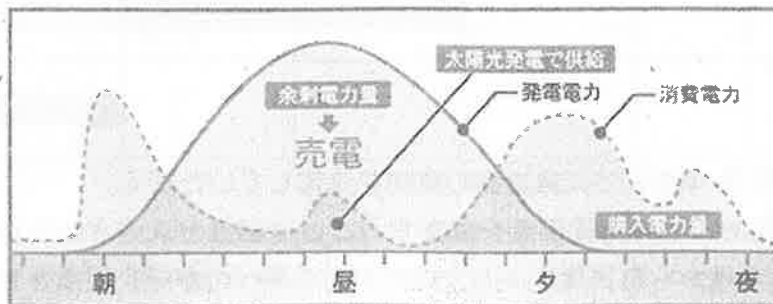 太陽光発電で供給
余剰電力量
売電
発電電力
消費電力
購入電力量
朝
昼
夕
夜